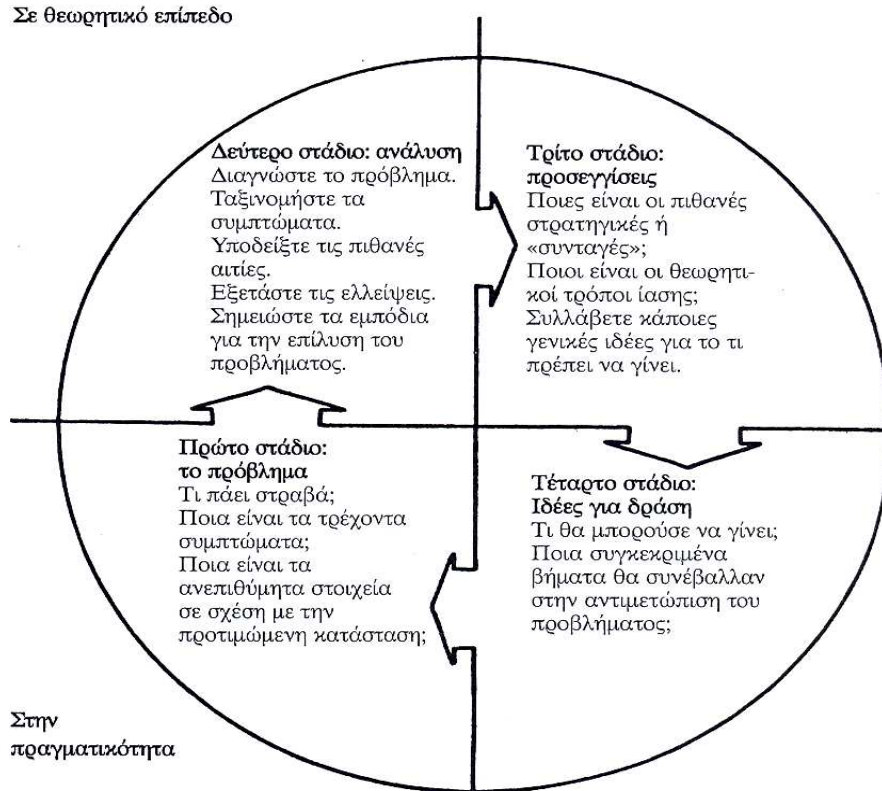 Σε θεωρητικό επίπεδο
Δεύτερο στάδιο: ανάλυση
Διαγνώστε το πρόβλημα.
Ταξινομήστε τα
συμπτώματα.
Υποδείξτε τις πιθανές
αιτίες.
Εξετάστε τις ελλείψεις.
Σημειώστε τα εμπόδια
για την επίλυση του
προβλήματος.
Τρίτο στάδιο:
προσεγγίσεις
Ποιες είναι οι πιθανές
στρατηγικές ή
«συνταγές»;
Ποιοι είναι οι θεωρητι-
κοί τρόποι ίασης;
Συλλάβετε κάποιες
γενικές ιδέες για το τι
πρέπει να γίνει.
Πρώτο στάδιο:
το πρόβλημα
Τι πάει στραβά;
Ποια είναι τα τρέχοντα
συμπτώματα;
Ποια είναι τα
ανεπιθύμητα στοιχεία
σε σχέση με την
προτιμώμενη κατάσταση;
Τέταρτο στάδιο:
Ιδέες για δράση
Τι θα μπορούσε να γίνει;
Ποια συγκεκριμένα
βήματα θα συνέβαλλαν
στην αντιμετώπιση του
προβλήματος;
Στην
πραγματικότητα